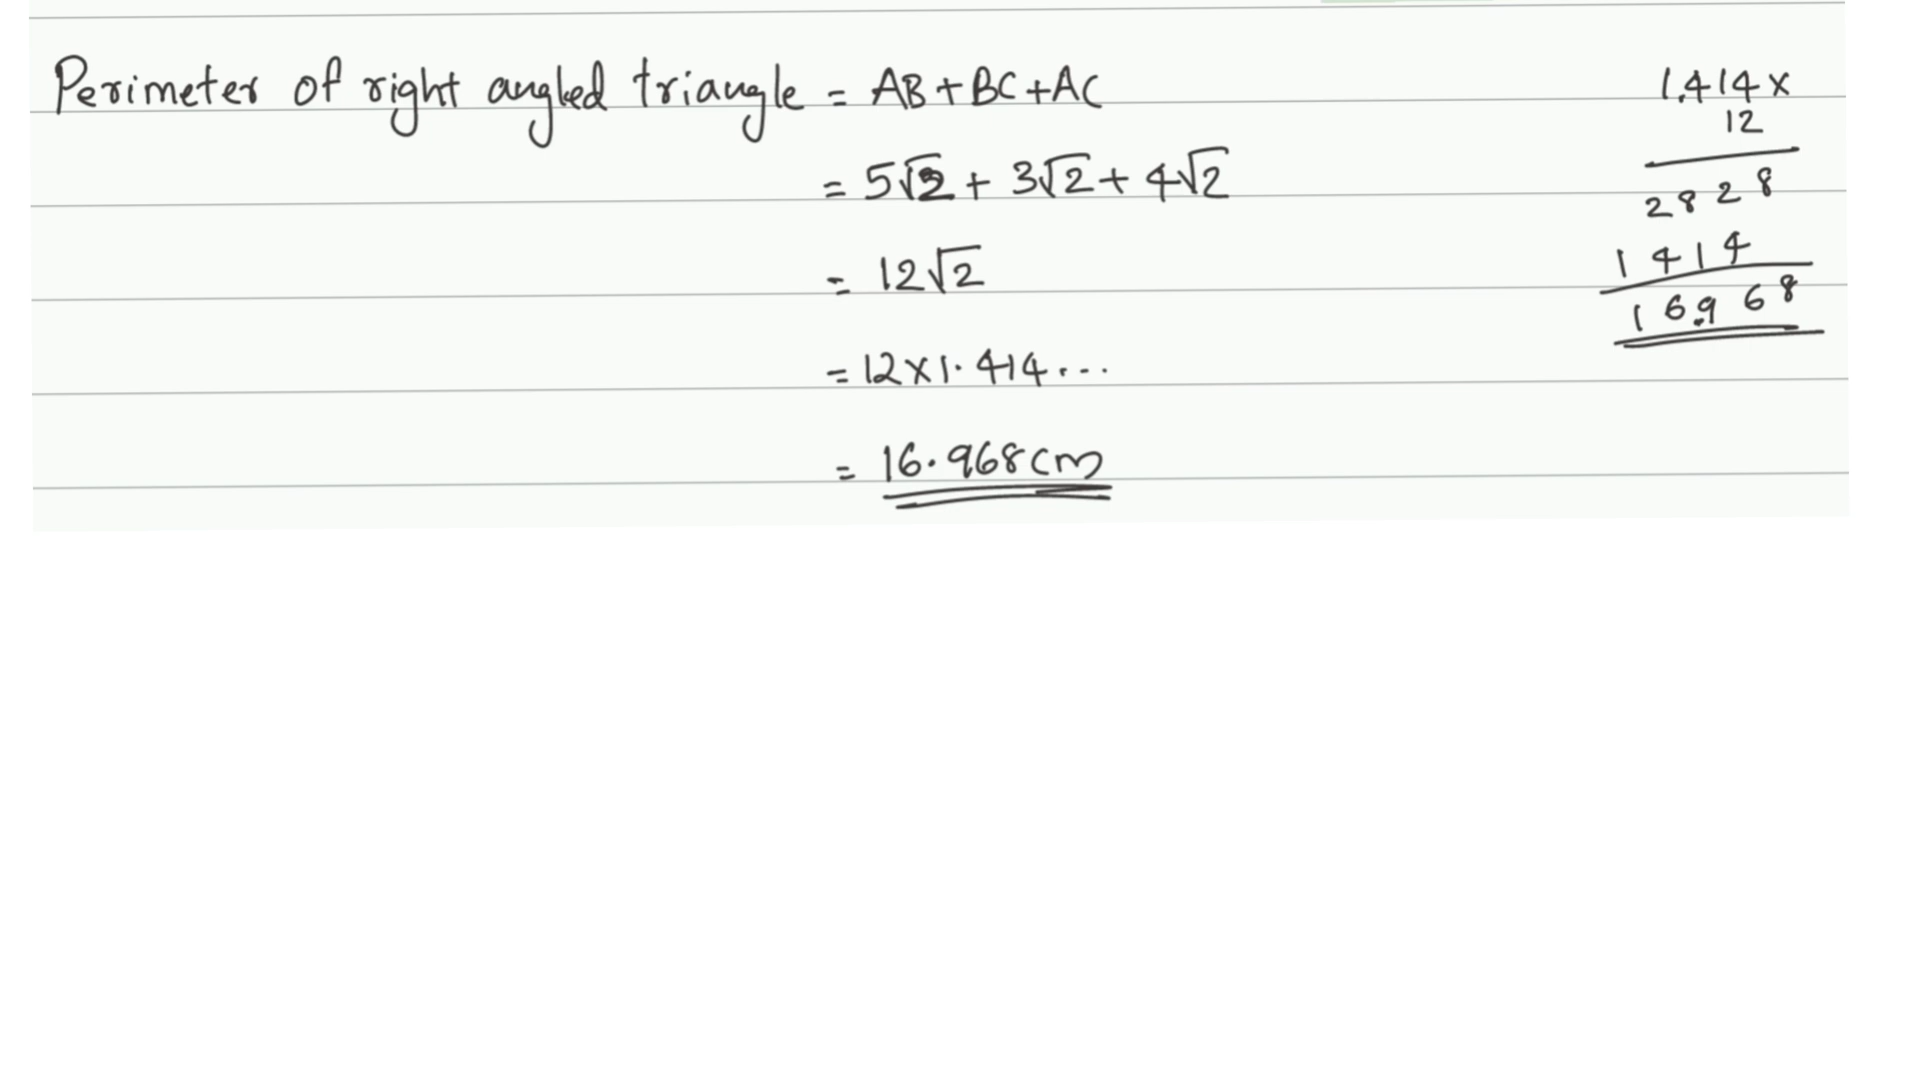 Perimeter of right angled triangle = AB + BC + AC
= 5√2 + 3√2 + 4√2
= 12√2
= 12 x 1.414...
= 16.968cm
1.414 x
12
2828
1414
16.968